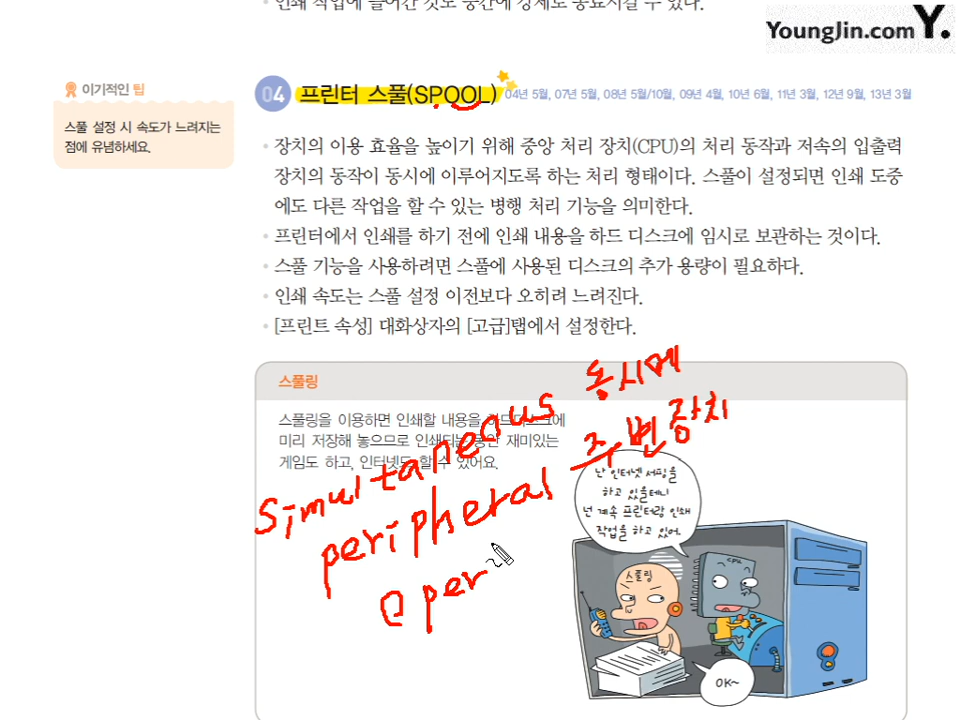 인쇄 작업에 들어간 것도 중간에 강제로 종료시킬 수 있다.
YoungJin.com Y.
이기적인 팁
스풀 설정 시 속도가 느려지는
점에 유념하세요.
04 프린터 스풀(SPOOL) 04년 5월, 07년 5월, 08년 5월/10월, 09년 4월, 10년 6월, 11년 3월, 12년 9월, 13년 3월
• 장치의 이용 효율을 높이기 위해 중앙 처리 장치(CPU)의 처리 동작과 저속의 입출력
장치의 동작이 동시에 이루어지도록 하는 처리 형태이다. 스풀이 설정되면 인쇄 도중
에도 다른 작업을 할 수 있는 병행 처리 기능을 의미한다.
• 프린터에서 인쇄를 하기 전에 인쇄 내용을 하드 디스크에 임시로 보관하는 것이다.
• 스풀 기능을 사용하려면 스풀에 사용된 디스크의 추가 용량이 필요하다.
• 인쇄 속도는 스풀 설정 이전보다 오히려 느려진다.
• [프린트 속성] 대화상자의 [고급]탭에서 설정한다.
스풀링
스풀링을 이용하면 인쇄할 내용을 하드디스크에
미리 저장해 놓으므로 인쇄되는 동안 재미있는
게임도 하고, 인터넷도 할 수 있어요.
simultaneous 동시에
peripheral 주변장치
oper
난 인터넷 서핑을
하고 있을테니
넌 계속 프린터랑 인쇄
작업을 하고 있어.
CPU
스풀링
OK~